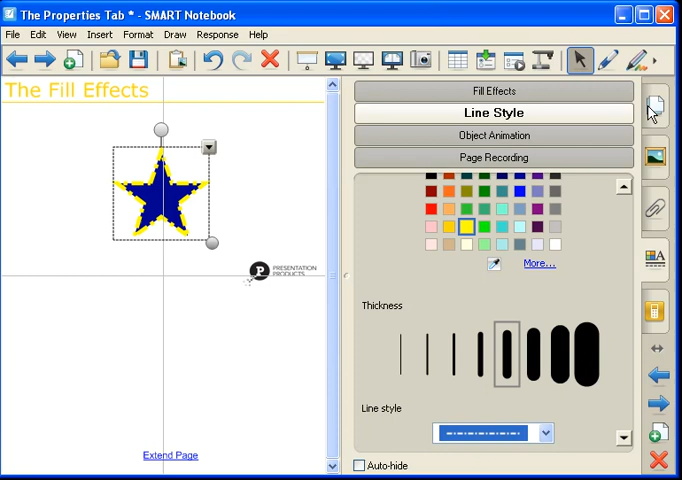 The Properties Tab * - SMART Notebook
File Edit View Insert Format Draw Response Help
The Fill Effects
P PRESENTATION
PRODUCTS
Extend Page
Fill Effects
Line Style
Object Animation
Page Recording
More...
Thickness
Line style
Auto-hide